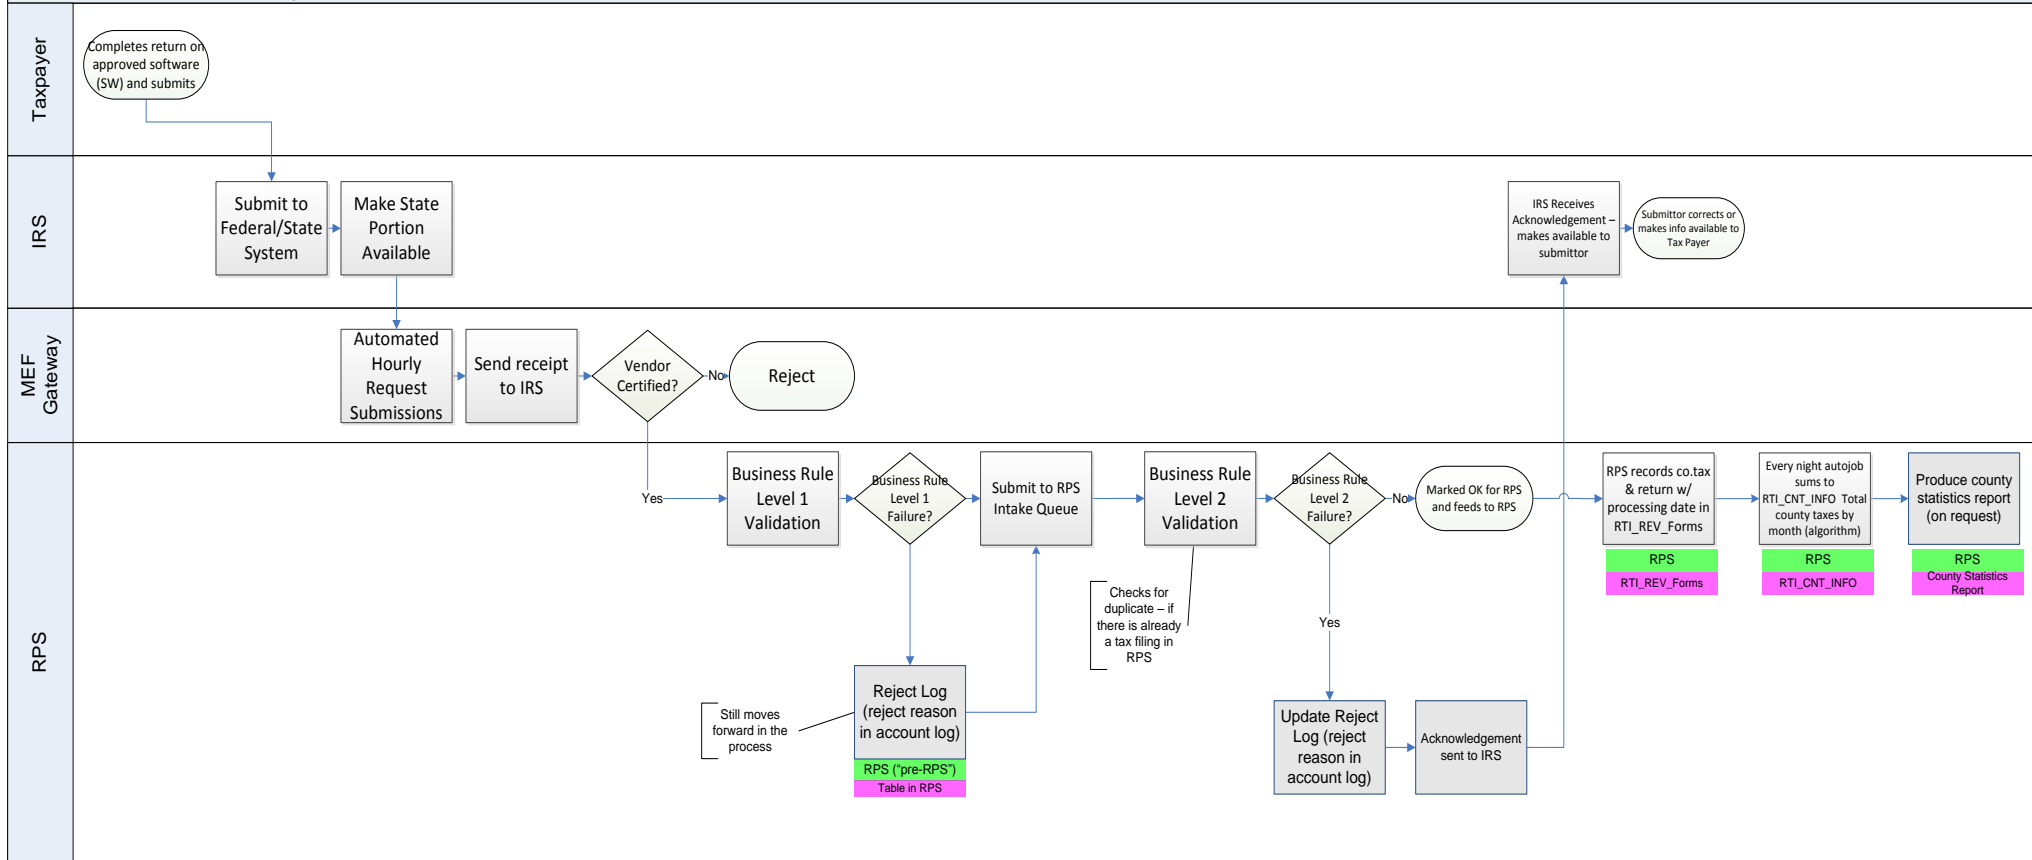 Taxpayer
Completes return on
approved software
(SW) and submits
IRS
Submit to
Federal/State
System
Make State
Portion
Available
IRS Receives
Acknowledgement –
makes available to
submittor
Submittor corrects or
makes info available to
Tax Payer
MEF
Gateway
Automated
Hourly
Request
Submissions
Send receipt
to IRS
Vendor
Certified?
No
Reject
Yes
RPS
Business Rule
Level 1
Validation
Business Rule
Level 1
Failure?
Submit to RPS
Intake Queue
Business Rule
Level 2
Validation
Business Rule
Level 2
Failure?
No
Marked OK for RPS
and feeds to RPS
RPS records co.tax
& return w/
processing date in
RTI_REV_Forms
RPS
RTI_REV_Forms
Every night autojob
sums to
RTI_CNT_INFO Total
county taxes by
month (algorithm)
RPS
RTI_CNT_INFO
Produce county
statistics report
(on request)
RPS
County Statistics
Report
Checks for
duplicate – if
there is already
a tax filing in
RPS
Yes
Still moves
forward in the
process
Reject Log
(reject reason
in account log)
RPS (“pre-RPS”)
Table in RPS
Update Reject
Log (reject
reason in
account log)
Acknowledgement
sent to IRS